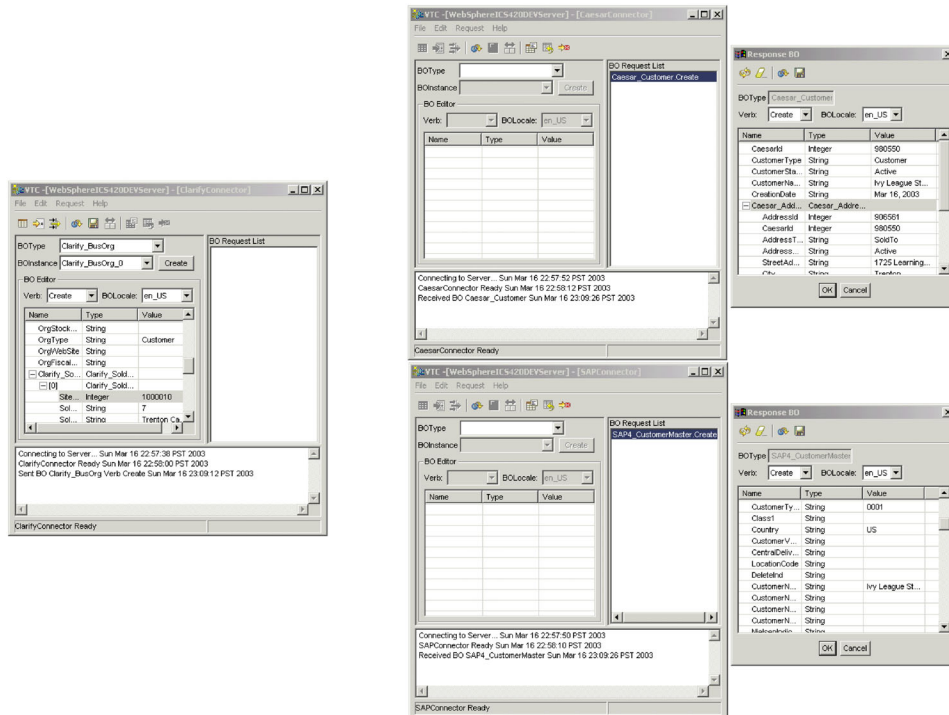 VTC -[WebSphereICS420DEVServer] - [ClarifyConnector]
File Edit Request Help
BOType Clarify_BusOrg
BOInstance Clarify_BusOrg_0 Create
BO Editor
Verb: Create BOLocale: en_US
Name Type Value
OrgStock... String
OrgType String Customer
OrgWebSite String
OrgFiscal... String
Clarify_So... Clarify_Sold...
[0] Clarify_Sold...
Site... Integer 1000010
Sol... String 7
Sol... String Trenton Ca...
BO Request List
Connecting to Server... Sun Mar 16 22:57:38 PST 2003
ClarifyConnector Ready Sun Mar 16 22:58:00 PST 2003
Sent BO Clarify_BusOrg Verb Create Sun Mar 16 23:09:12 PST 2003
ClarifyConnector Ready
VTC -[WebSphereICS420DEVServer] - [CaesarConnector]
File Edit Request Help
BOType
BOInstance Create
BO Editor
Verb: BOLocale: en_US
Name Type Value
BO Request List
Caesar_Customer.Create
Connecting to Server... Sun Mar 16 22:57:52 PST 2003
CaesarConnector Ready Sun Mar 16 22:58:12 PST 2003
Received BO Caesar_Customer Sun Mar 16 23:09:26 PST 2003
CaesarConnector Ready
Response BO
BOType Caesar_Customer
Verb: Create BOLocale: en_US
Name Type Value
CaesarId Integer 980550
CustomerType String Customer
CustomerSta... String Active
CustomerNa... String Ivy League St...
CreationDate String Mar 16, 2003
Caesar_Add... Caesar_Addre...
AddressId Integer 906561
CaesarId Integer 980550
AddressT... String SoldTo
Address... String Active
StreetAd... String 1725 Learning...
City String Trenton
OK Cancel
VTC -[WebSphereICS420DEVServer] - [SAPConnector]
File Edit Request Help
BOType
BOInstance Create
BO Editor
Verb: BOLocale: en_US
Name Type Value
BO Request List
SAP4_CustomerMaster.Create
Connecting to Server... Sun Mar 16 22:57:50 PST 2003
SAPConnector Ready Sun Mar 16 22:58:10 PST 2003
Received BO SAP4_CustomerMaster Sun Mar 16 23:09:26 PST 2003
SAPConnector Ready
Response BO
BOType SAP4_CustomerMaster
Verb: Create BOLocale: en_US
Name Type Value
CustomerTy... String 0001
Class1 String
Country String US
CustomerV... String
CentralDeliv... String
LocationCode String
DeleteInd String
CustomerN... String Ivy League St...
CustomerN... String
CustomerN... String
CustomerN... String
String
OK Cancel